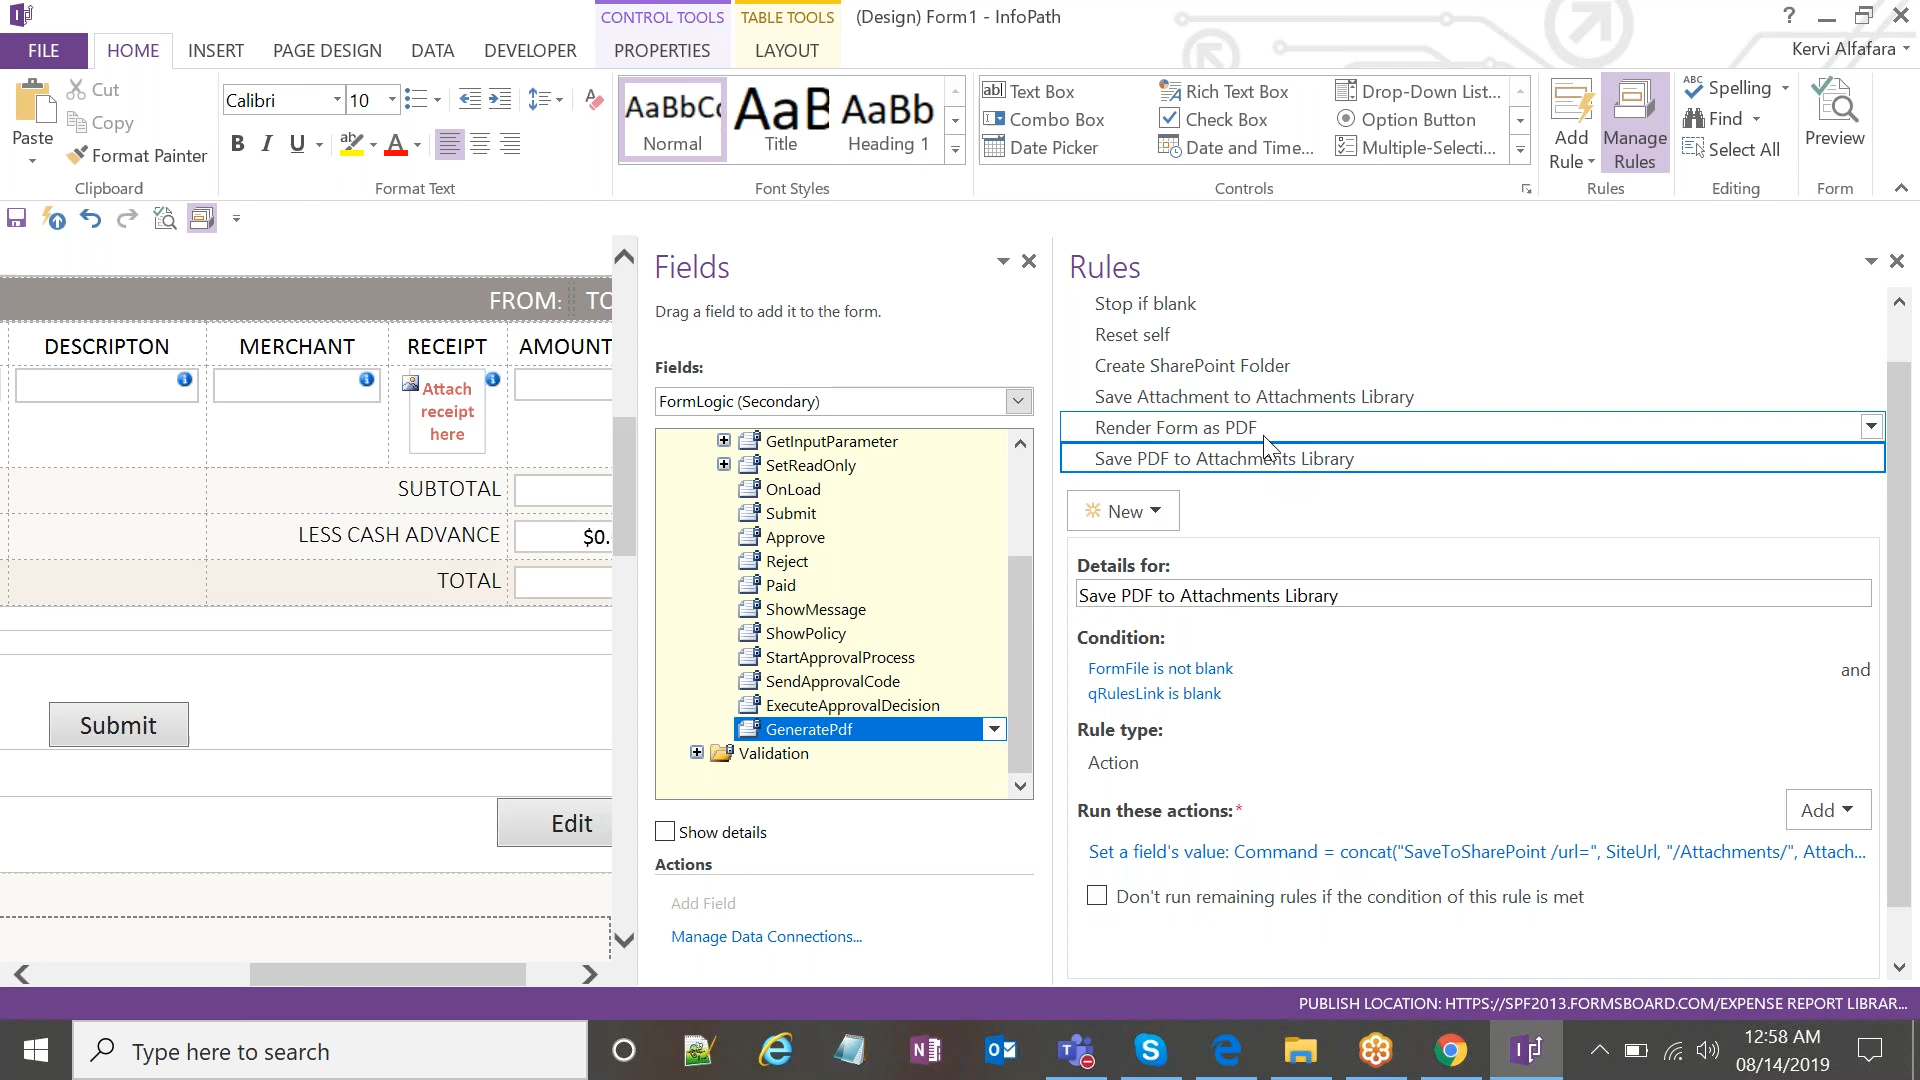 CONTROL TOOLS
TABLE TOOLS
(Design) Form1 - InfoPath
?
FILE
HOME
INSERT
PAGE DESIGN
DATA
DEVELOPER
PROPERTIES
LAYOUT
Kervi Alfafara
Paste
Cut
Copy
Format Painter
Clipboard
Calibri
10
B I U
ab
A
Format Text
AaBbCc
Normal
AaB
Title
AaBb
Heading 1
Font Styles
Text Box
Rich Text Box
Drop-Down List...
Combo Box
Check Box
Option Button
Date Picker
Date and Time...
Multiple-Selecti...
Controls
Add
Rule
Manage
Rules
Rules
ABC
Spelling
Find
Select All
Editing
Preview
Form
FROM:
TO
DESCRIPTON
MERCHANT
RECEIPT
AMOUNT
Attach
receipt
here
SUBTOTAL
LESS CASH ADVANCE
$0.
TOTAL
Submit
Edit
Fields
Drag a field to add it to the form.
Fields:
FormLogic (Secondary)
GetInputParameter
SetReadOnly
OnLoad
Submit
Approve
Reject
Paid
ShowMessage
ShowPolicy
StartApprovalProcess
SendApprovalCode
ExecuteApprovalDecision
GeneratePdf
Validation
Show details
Actions
Add Field
Manage Data Connections...
Rules
Stop if blank
Reset self
Create SharePoint Folder
Save Attachment to Attachments Library
Render Form as PDF
Save PDF to Attachments Library
New
Details for:
Save PDF to Attachments Library
Condition:
FormFile is not blank
and
qRulesLink is blank
Rule type:
Action
Run these actions:*
Add
Set a field's value: Command = concat("SaveToSharePoint /url=", SiteUrl, "/Attachments/", Attach...
Don't run remaining rules if the condition of this rule is met
PUBLISH LOCATION: HTTPS://SPF2013.FORMSBOARD.COM/EXPENSE REPORT LIBRAR...
Type here to search
12:58 AM
08/14/2019